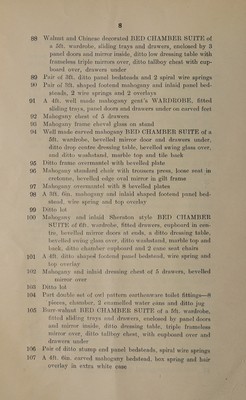 8
88 Walnut and Chinese decorated BED CHAMBER SUITE of
a 5ft. wardrobe, sliding trays and drawers, enclosed by 3
panel doors and mirror inside, ditto low dressing table with
frameless triple mirrors over, ditto tallboy chest with cup-
board over, drawers under
89 Pair of 3ft. ditto panel bedsteads and 2 spiral wire springs
90 Pair of 3ft. shaped footend mahogany and inlaid panel bed-
steads, 2 wire springs and 2 overlays
91 A 4ft. well made mahogany gent's WARDROBE, fitted
sliding trays, panel doors and drawers under on carved feet
92 Mahogany chest of 5 drawers
93 Mahogany frame cheval glass on stand
94 Well made carved mahogany BED CHAMBER SUITE of a
5ft. wardrobe, bevelled mirror door and drawers under,
ditto drop centre dressing table, bevelled swing glass over,
and ditto washstand, marble top and tile back
95 Ditto frame overmantel with bevelled plate
96 Mahogany standard chair with trousers press, loose seat in
cretonne, bevelled edge oval mirror in gilt frame
97 Mahogany overmantel with 8 bevelled plates
98 A 3ft. 6in. mahogany and inlaid shaped footend panel bed-
stead, wire spring and top overlay
99 Ditto lot
100 Mahogany and inlaid Sheraton style BED CHAMBER
SUITE of 6ft. wardrobe, fitted drawers, cupboard in cen-
tre, bevelled mirror doors at ends, a ditto dressing table,
bevelled swing glass over, ditto washstand, marble top and
back, ditto chamber cupboard and 2 cane seat chairs
101 A 4ft. ditto shaped footend panel bedstead, wire spring and
top overlay
102 Mahogany and inlaid dressing chest of 5 drawers, bevelled
mirror over
103 Ditto lot
104 Part double set of owl pattern earthenware toilet fittings—8
pieces, chamber, 2 enamelled water cans and ditto jug
105 Burr walnut BED CHAMBER SUITE of a 5ft. wardrobe,
fitted sliding trays and drawers, enclosed by panel doors
and mirror inside, ditto dressing table, triple frameless
mirror over, ditto tallboy chest, with cupboard over and
drawers under
106 Pair of ditto stump end panel bedsteads, spiral wire springs
107 A 4ft. 6in. carved mahogany bedstead, box spring and hair
overlay in extra white case